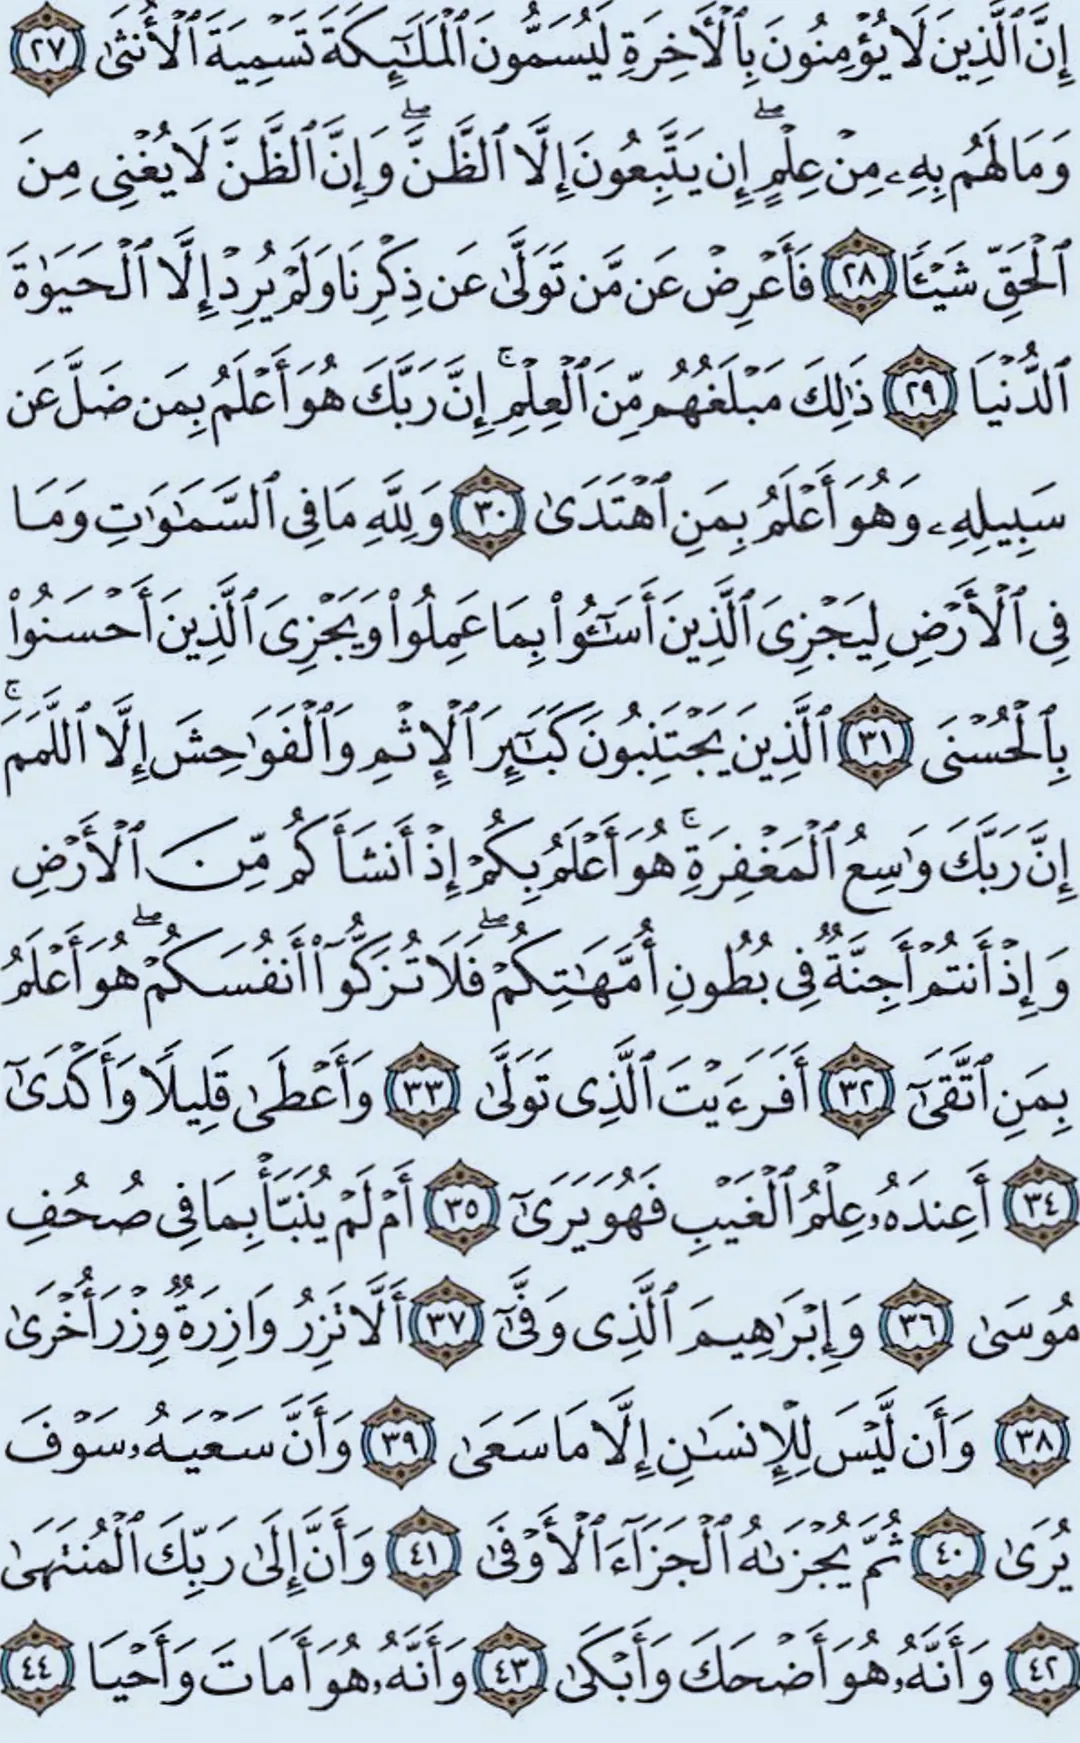 إِنَّ ٱلَّذِينَ لَا يُؤْمِنُونَ بِٱلْأَخِرَةِ لَيُسَمُّونَ ٱلْمَلَٰٓئِكَةَ تَسْمِيَةَ ٱلْأُنثَىٰ ٢٧
وَمَا لَهُم بِهِۦ مِنْ عِلْمٍ ۖ إِن يَتَّبِعُونَ إِلَّا ٱلظَّنَّ ۖ وَإِنَّ ٱلظَّنَّ لَا يُغْنِى مِنَ
ٱلْحَقِّ شَيْـًٔا ٢٨ فَأَعْرِضْ عَن مَّن تَوَلَّىٰ عَن ذِكْرِنَا وَلَمْ يُرِدْ إِلَّا ٱلْحَيَوٰةَ
ٱلدُّنْيَا ٢٩ ذَٰلِكَ مَبْلَغُهُم مِّنَ ٱلْعِلْمِ ۚ إِنَّ رَبَّكَ هُوَ أَعْلَمُ بِمَن ضَلَّ عَن
سَبِيلِهِۦ وَهُوَ أَعْلَمُ بِمَنِ ٱهْتَدَىٰ ٣٠ وَلِلَّهِ مَا فِى ٱلسَّمَٰوَٰتِ وَمَا
فِى ٱلْأَرْضِ لِيَجْزِىَ ٱلَّذِينَ أَسَٰٓـُٔوا۟ بِمَا عَمِلُوا۟ وَيَجْزِىَ ٱلَّذِينَ أَحْسَنُوا۟
بِٱلْحُسْنَى ٣١ ٱلَّذِينَ يَجْتَنِبُونَ كَبَٰٓئِرَ ٱلْإِثْمِ وَٱلْفَوَٰحِشَ إِلَّا ٱللَّمَمَ ۚ
إِنَّ رَبَّكَ وَٰسِعُ ٱلْمَغْفِرَةِ ۚ هُوَ أَعْلَمُ بِكُمْ إِذْ أَنشَأَكُم مِّنَ ٱلْأَرْضِ
وَإِذْ أَنتُمْ أَجِنَّةٌ فِى بُطُونِ أُمَّهَٰتِكُمْ ۖ فَلَا تُزَكُّوٓا۟ أَنفُسَكُمْ ۖ هُوَ أَعْلَمُ
بِمَنِ ٱتَّقَىٰٓ ٣٢ أَفَرَءَيْتَ ٱلَّذِى تَوَلَّىٰ ٣٣ وَأَعْطَىٰ قَلِيلًا وَأَكْدَىٰٓ
٣٤ أَعِندَهُۥ عِلْمُ ٱلْغَيْبِ فَهُوَ يَرَىٰٓ ٣٥ أَمْ لَمْ يُنَبَّأْ بِمَا فِى صُحُفِ
مُوسَىٰ ٣٦ وَإِبْرَٰهِيمَ ٱلَّذِى وَفَّىٰٓ ٣٧ أَلَّا تَزِرُ وَازِرَةٌ وِزْرَ أُخْرَىٰ
٣٨ وَأَن لَّيْسَ لِلْإِنسَٰنِ إِلَّا مَا سَعَىٰ ٣٩ وَأَنَّ سَعْيَهُۥ سَوْفَ
يُرَىٰ ٤٠ ثُمَّ يُجْزَىٰهُ ٱلْجَزَآءَ ٱلْأَوْفَىٰ ٤١ وَأَنَّ إِلَىٰ رَبِّكَ ٱلْمُنتَهَىٰ
٤٢ وَأَنَّهُۥ هُوَ أَضْحَكَ وَأَبْكَىٰ ٤٣ وَأَنَّهُۥ هُوَ أَمَاتَ وَأَحْيَا ٤٤